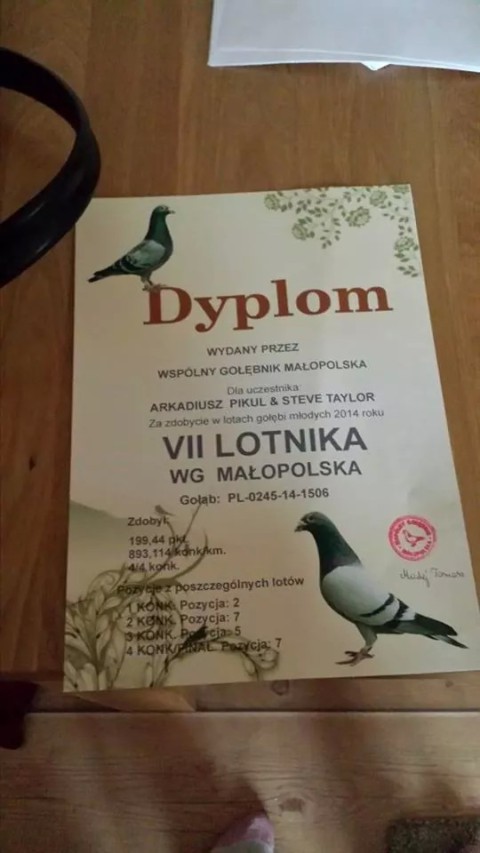 Dyplom
WYDANY PRZEZ
WSPÓLNY GOŁĘBNIK MAŁOPOLSKA
Dla uczestnika:
ARKADIUSZ PIKUL & STEVE TAYLOR
Za zdobycie w lotach gołębi młodych 2014 roku
VII LOTNIKA
WG MAŁOPOLSKA
Gołąb: PL-0245-14-1506
Zdobył:
199,44 pkt.
893,114 konk/km.
4/4 konk.
Pozycje z poszczególnych lotów
1 KONK. Pozycja: 2
2 KONK. Pozycja: 7
3 KONK. Pozycja: 5
4 KONK/FINAŁ. Pozycja: 7